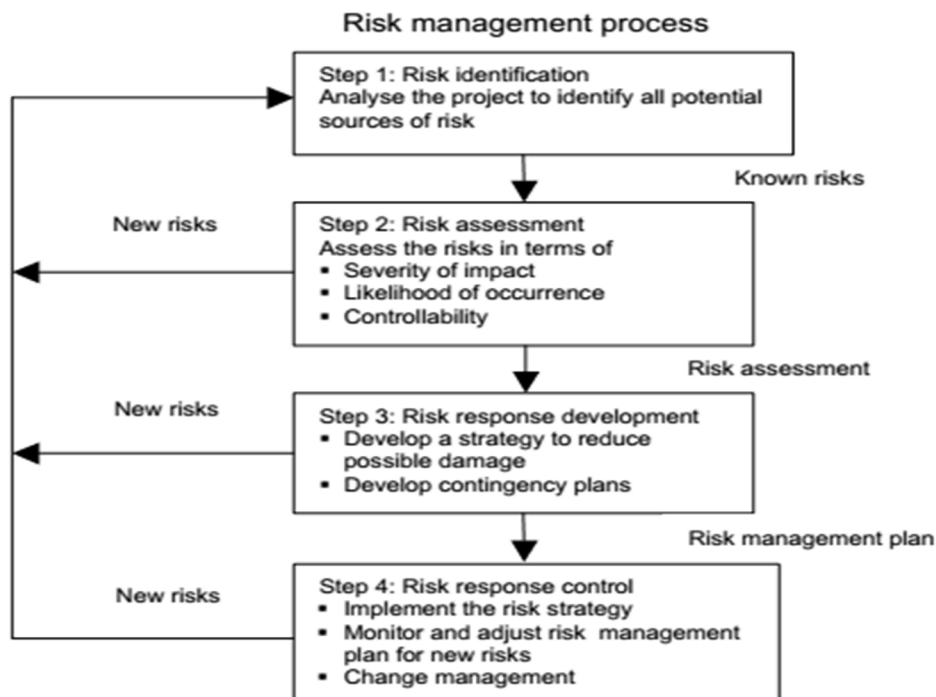 Risk management process
Step 1: Risk identification
Analyse the project to identify all potential
sources of risk
Known risks
New risks
Step 2: Risk assessment
Assess the risks in terms of
▪ Severity of impact
▪ Likelihood of occurrence
▪ Controllability
Risk assessment
New risks
Step 3: Risk response development
▪ Develop a strategy to reduce
possible damage
▪ Develop contingency plans
Risk management plan
New risks
Step 4: Risk response control
▪ Implement the risk strategy
▪ Monitor and adjust risk management
plan for new risks
▪ Change management